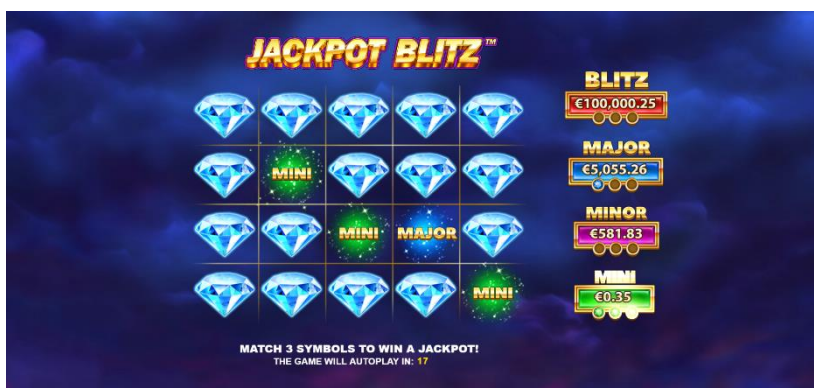 JACKPOT BLITZ™
BLITZ
€100,000.25
MAJOR
€5,055.26
MINI
MINOR
MINI
MAJOR
€581.83
MINI
MINI
€0.35
MATCH 3 SYMBOLS TO WIN A JACKPOT!
THE GAME WILL AUTOPLAY IN: 17